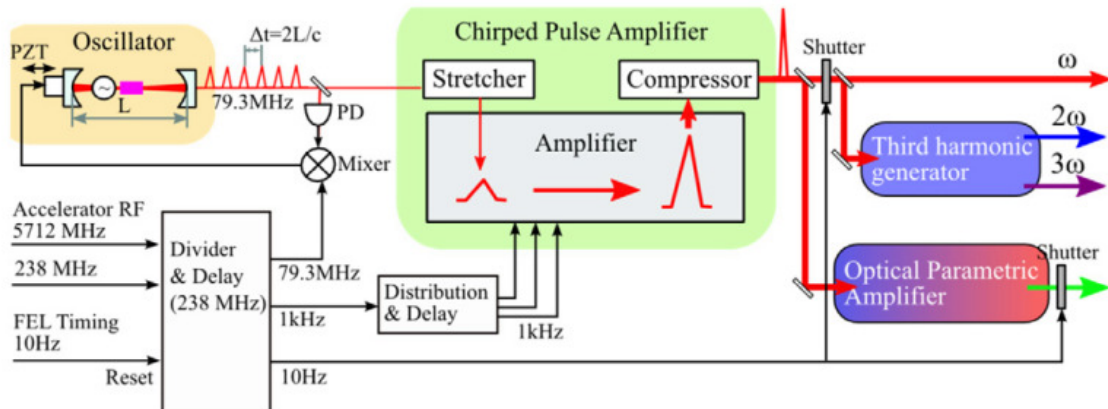 Oscillator
PZT
L
Δt=2L/c
79.3MHz
PD
Mixer
Chirped Pulse Amplifier
Stretcher
Compressor
Amplifier
Shutter
ω
2ω
Third harmonic
generator
3ω
Accelerator RF
5712 MHz
238 MHz
FEL Timing
10Hz
Reset
Divider
& Delay
(238 MHz)
79.3MHz
1kHz
10Hz
Distribution
& Delay
1kHz
Optical Parametric
Amplifier
Shutter